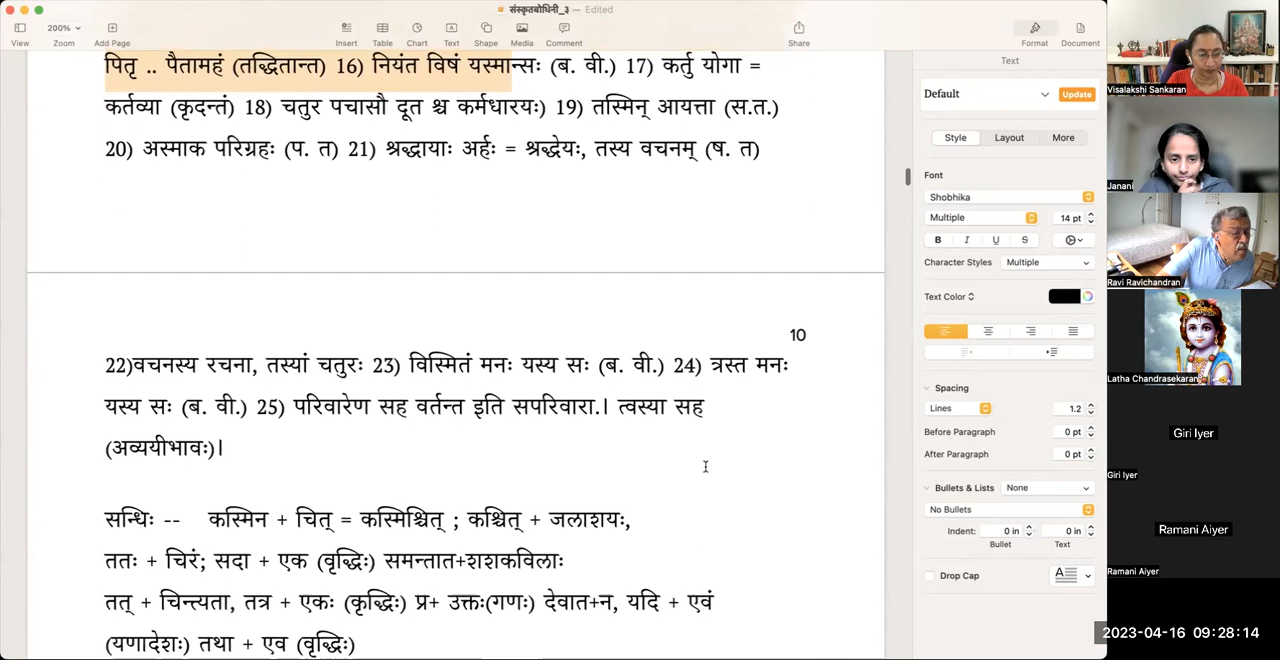 संस्कृतबोधिनी_३ — Edited
200%
View
Zoom
Add Page
Insert
Table
Chart
Text
Shape
Media
Comment
Share
Format
Document
पितृ .. पैतामहं (तद्धितान्त) 16) नियंत विषं यस्मान्सः (ब. वी.) 17) कर्तु योगा =
कर्तव्या (कृदन्तं) 18) चतुर पचासौ दूत श्च कर्मधारयः) 19) तस्मिन् आयत्ता (स.त.)
20) अस्माक परिग्रहः (प. त) 21) श्रद्धायाः अर्हः = श्रद्धेयः, तस्य वचनम् (ष. त)
10
22)वचनस्य रचना, तस्यां चतुरः 23) विस्मितं मनः यस्य सः (ब. वी.) 24) त्रस्त मनः
यस्य सः (ब. वी.) 25) परिवारेण सह वर्तन्त इति सपरिवारा.। त्वस्या सह
(अव्ययीभावः)।
सन्धिः -- कस्मिन + चित् = कस्मिश्चित् ; कश्चित् + जलाशयः,
ततः + चिरं; सदा + एक (वृद्धिः) समन्तात+शशकविलाः
तत् + चिन्त्यता, तत्र + एकः (कृद्धिः) प्र+ उक्तः(गणः) देवात+न, यदि + एवं
(यणादेशः) तथा + एव (वृद्धिः)
Text
Default
Update
Style
Layout
More
Font
Shobhika
Multiple
14 pt
B I U S
Character Styles
Multiple
Text Color
Spacing
Lines
1.2
Before Paragraph
0 pt
After Paragraph
0 pt
Bullets & Lists
None
No Bullets
Indent:
0 in
0 in
Bullet
Text
Drop Cap
A
Visalakshi Sankaran
Janani
Ravi Ravichandran
Latha Chandrasekaran
Giri Iyer
Giri Iyer
Ramani Aiyer
Ramani Aiyer
2023-04-16 09:28:14